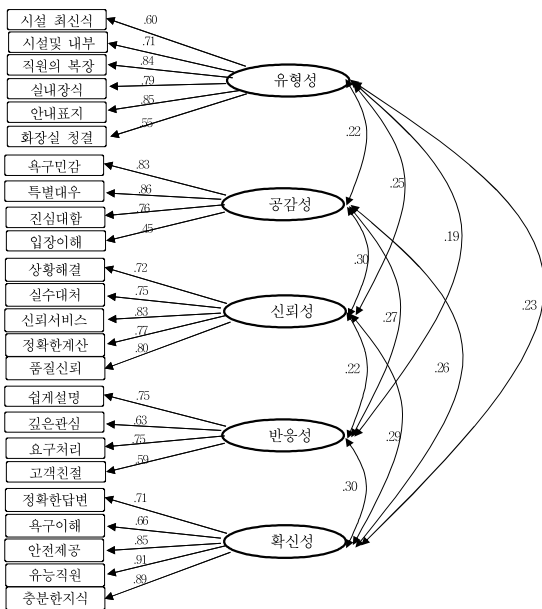 시설 최신식
.60
시설및 내부
.71
직원의 복장
.84
실내장식
.79
유형성
안내표지
.85
화장실 청결
.55
.22
욕구민감
.83
특별대우
.86
.25
진심대함
.76
공감성
입장이해
.45
.19
상황해결
.72
.30
실수대처
.75
신뢰서비스
.83
신뢰성
.27
.23
정확한계산
.77
품질신뢰
.80
.22
.26
쉽게설명
.75
깊은관심
.63
반응성
.29
요구처리
.75
고객친절
.59
.30
정확한답변
.71
욕구이해
.66
확신성
안전제공
.85
유능직원
.91
충분한지식
.89